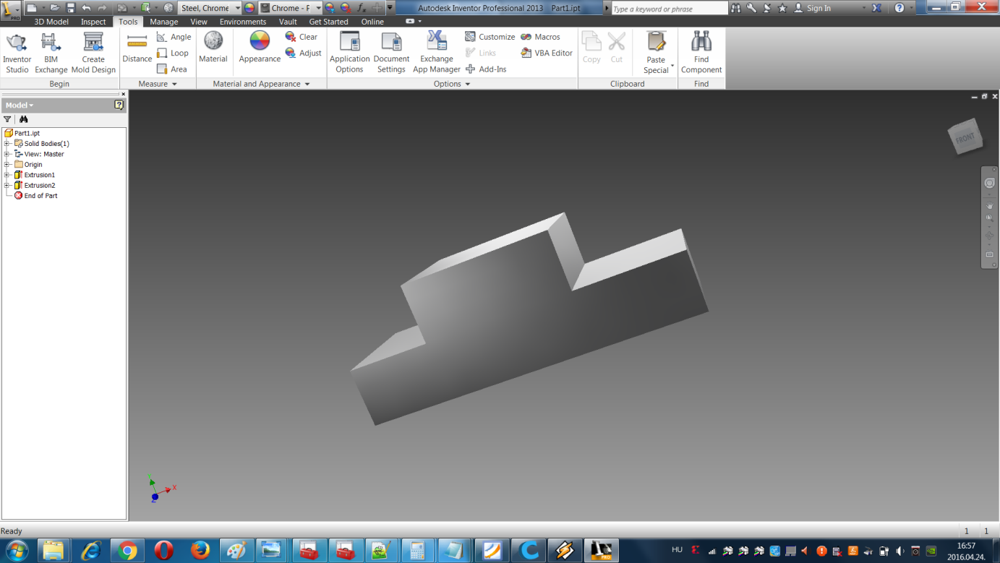 Steel, Chrome Chrome - P Autodesk Inventor Professional 2013 Part1.ipt Type a keyword or phrase Sign In
PRO
3D Model Inspect Tools Manage View Environments Vault Get Started Online
Inventor Studio
BIM Exchange
Create Mold Design
Distance
Angle
Loop
Area
Material
Appearance
Clear
Adjust
Application Options
Document Settings
Exchange App Manager
Customize
Links
Add-Ins
Macros
VBA Editor
Copy
Cut
Paste Special
Find Component
Begin Measure Material and Appearance Options Clipboard Find
Model
Part1.ipt
Solid Bodies(1)
View: Master
Origin
Extrusion1
Extrusion2
End of Part
FRONT
X
Z
Ready 1 1
PRO
HU
16:57
2016.04.24.